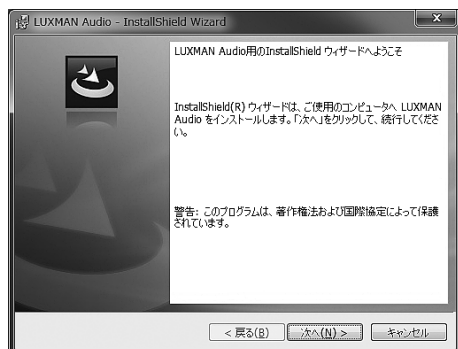 LUXMAN Audio - InstallShield Wizard
LUXMAN Audio用のInstallShield ウィザードへようこそ
InstallShield(R) ウィザードは、ご使用のコンピュータへ LUXMAN
Audio をインストールします。「次へ」をクリックして、続行してくださ
い。
警告: このプログラムは、著作権法および国際協定によって保護
されています。
< 戻る(B)
次へ(N) >
キャンセル